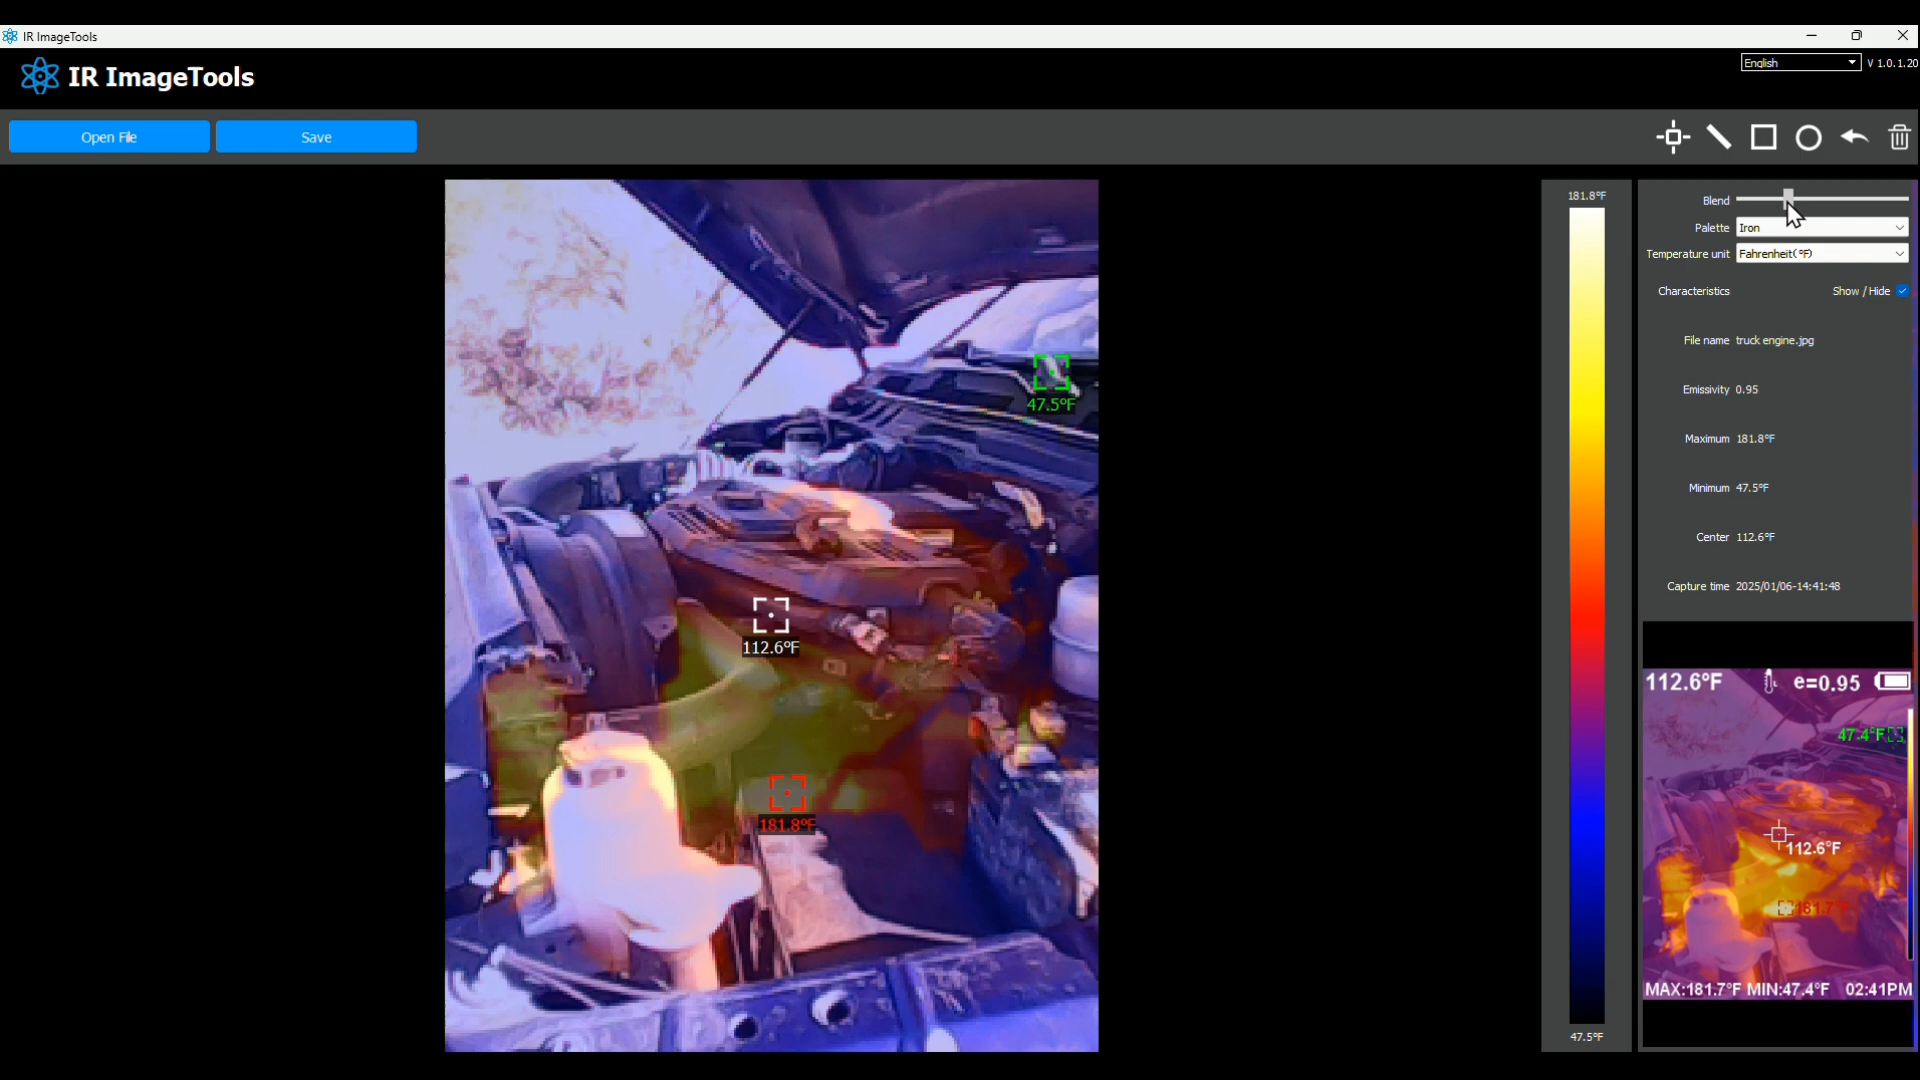 IR ImageTools
IR ImageTools
English
V 1.0.1.20
Open File
Save
181.8℉
47.5℉
112.6℉
181.8℉
47.5℉
Blend
Palette Iron
Temperature unit Fahrenheit(℉)
Characteristics Show / Hide
File name truck engine.jpg
Emissivity 0.95
Maximum 181.8℉
Minimum 47.5℉
Center 112.6℉
Capture time 2025/01/06-14:41:48
112.6°F e=0.95
47.4°F
112.6°F
181.7°F
MAX:181.7°F MIN:47.4°F 02:41PM